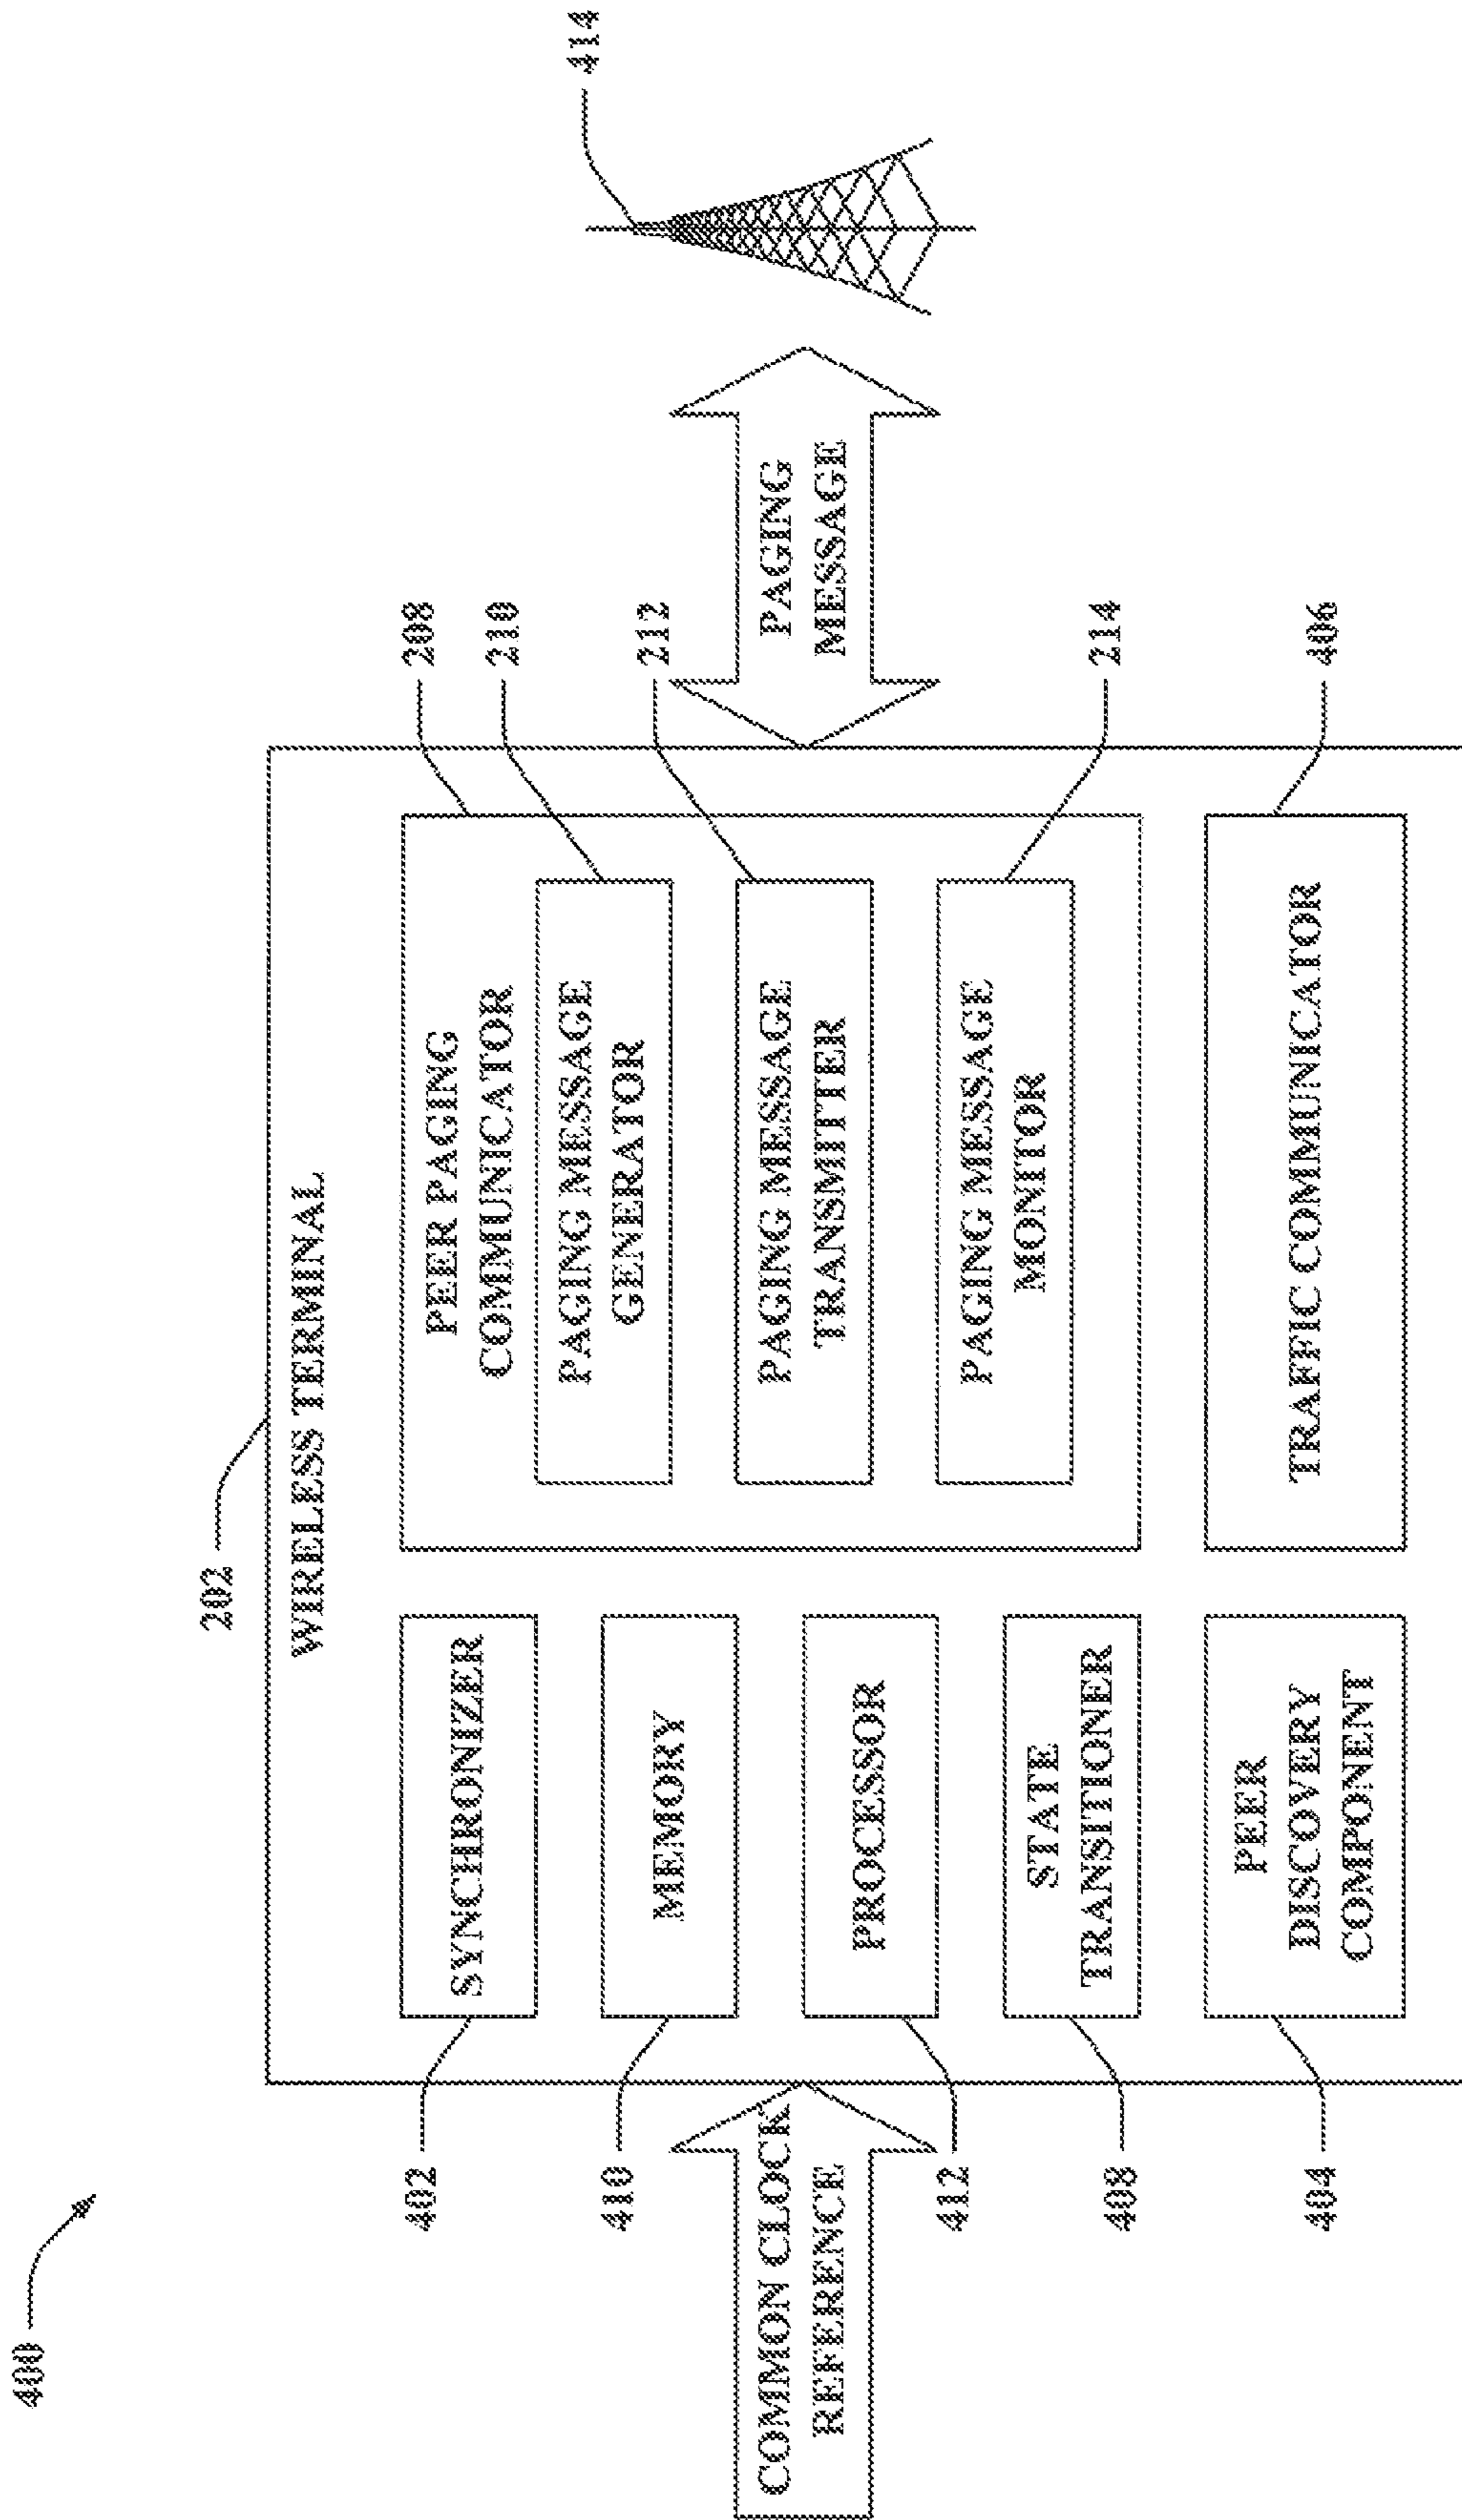 400
202
WIRELESS TERMINAL
402
SYNCHRONIZER
410
MEMORY
COMMON CLOCK
REFERENCE
PROCESSOR
412
STATE
TRANSITIONER
408
PEER
DISCOVERY
COMPONENT
404
PEER PAGING
COMMUNICATOR
208
PAGING MESSAGE
GENERATOR
210
PAGING MESSAGE
TRANSMITTER
212
PAGING MESSAGE
MONITOR
214
TRAFFIC COMMUNICATOR
406
PAGING
MESSAGE
414